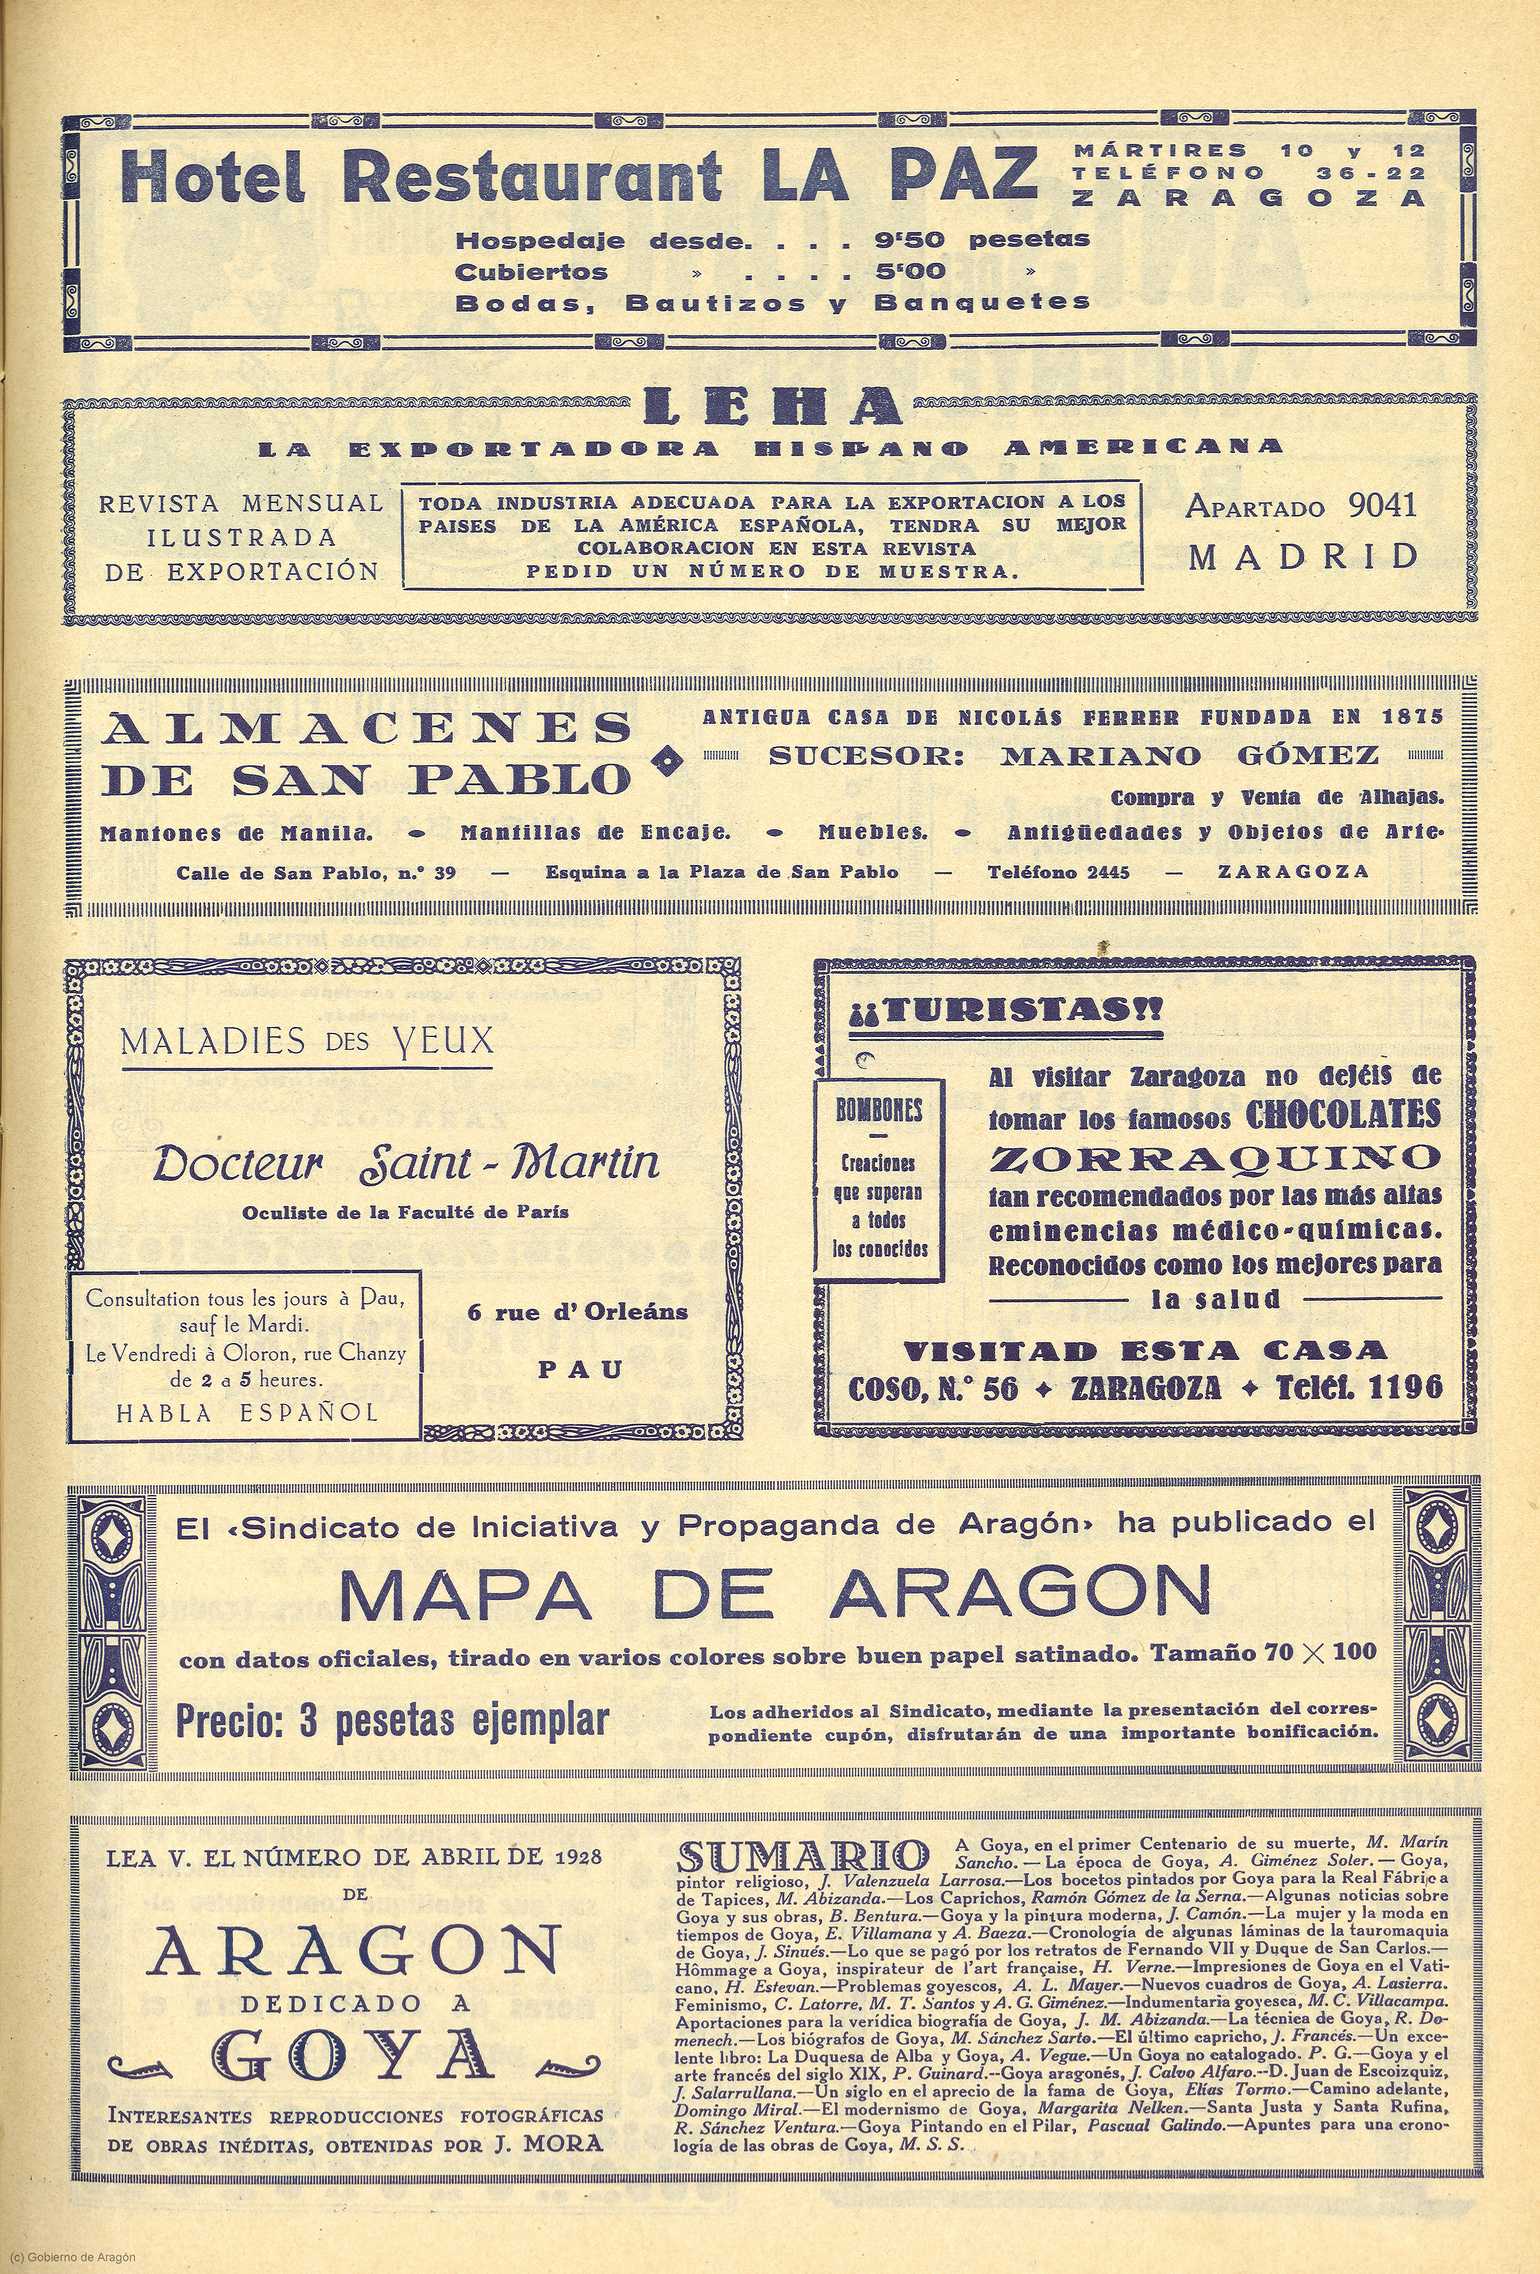 Hotel Restaurant LA PAZ
MÁRTIRES 10 y 12
TELÉFONO 36-22
ZARAGOZA
Hospedaje desde. . . . 9'50 pesetas
Cubiertos » . . . . 5'00 »
Bodas, Bautizos y Banquetes
LEHA
LA EXPORTADORA HISPANO AMERICANA
REVISTA MENSUAL
ILUSTRADA
DE EXPORTACIÓN
TODA INDUSTRIA ADECUADA PARA LA EXPORTACION A LOS
PAISES DE LA AMÉRICA ESPAÑOLA, TENDRA SU MEJOR
COLABORACION EN ESTA REVISTA
PEDID UN NÚMERO DE MUESTRA.
APARTADO 9041
MADRID
ALMACENES
DE SAN PABLO
ANTIGUA CASA DE NICOLÁS FERRER FUNDADA EN 1875
SUCESOR: MARIANO GÓMEZ
Compra y Venta de Alhajas.
Mantones de Manila. - Mantillas de Encaje. - Muebles. - Antigüedades y Objetos de Arte.
Calle de San Pablo, n.º 39 — Esquina a la Plaza de San Pablo — Teléfono 2445 — ZARAGOZA
MALADIES DES YEUX
Docteur Saint-Martin
Oculiste de la Faculté de París
Consultation tous les jours à Pau,
sauf le Mardi.
Le Vendredi à Oloron, rue Chanzy
de 2 a 5 heures.
HABLA ESPAÑOL
6 rue d' Orleáns
PAU
¡¡TURISTAS!!
BOMBONES
—
Creaciones
que superan
a todos
los conocidos
Al visitar Zaragoza no dejéis de
tomar los famosos CHOCOLATES
ZORRAQUINO
tan recomendados por las más altas
eminencias médico-químicas.
Reconocidos como los mejores para
la salud
VISITAD ESTA CASA
COSO, N.º 56 ✦ ZARAGOZA ✦ Teléf. 1196
El «Sindicato de Iniciativa y Propaganda de Aragón» ha publicado el
MAPA DE ARAGON
con datos oficiales, tirado en varios colores sobre buen papel satinado. Tamaño 70 × 100
Precio: 3 pesetas ejemplar
Los adheridos al Sindicato, mediante la presentación del corres-
pondiente cupón, disfrutarán de una importante bonificación.
LEA V. EL NÚMERO DE ABRIL DE 1928
DE
ARAGON
DEDICADO A
GOYA
INTERESANTES REPRODUCCIONES FOTOGRÁFICAS
DE OBRAS INÉDITAS, OBTENIDAS POR J. MORA
SUMARIO A Goya, en el primer Centenario de su muerte, M. Marín
Sancho. — La época de Goya, A. Giménez Soler. — Goya,
pintor religioso, J. Valenzuela Larrosa.—Los bocetos pintados por Goya para la Real Fábrica
de Tapices, M. Abizanda.—Los Caprichos, Ramón Gómez de la Serna.—Algunas noticias sobre
Goya y sus obras, B. Bentura.—Goya y la pintura moderna, J. Camón.—La mujer y la moda en
tiempos de Goya, E. Villamana y A. Baeza.—Cronología de algunas láminas de la tauromaquia
de Goya, J. Sinués.—Lo que se pagó por los retratos de Fernando VII y Duque de San Carlos.—
Hômmage a Goya, inspirateur de l'art française, H. Verne.—Impresiones de Goya en el Vati-
cano, H. Estevan.—Problemas goyescos, A. L. Mayer.—Nuevos cuadros de Goya, A. Lasierra.
Feminismo, C. Latorre, M. T. Santos y A. G. Giménez.—Indumentaria goyesca, M. C. Villacampa.
Aportaciones para la verídica biografía de Goya, J. M. Abizanda.—La técnica de Goya, R. Do-
menech.—Los biógrafos de Goya, M. Sánchez Sarto.—El último capricho, J. Francés.—Un exce-
lente libro: La Duquesa de Alba y Goya, A. Vegue.—Un Goya no catalogado. P. G.—Goya y el
arte francés del siglo XIX, P. Guinard.--Goya aragonés, J. Calvo Alfaro.--D. Juan de Escoizquiz,
J. Salarrullana.—Un siglo en el aprecio de la fama de Goya, Elías Tormo.—Camino adelante,
Domingo Miral.—El modernismo de Goya, Margarita Nelken.—Santa Justa y Santa Rufina,
R. Sánchez Ventura.—Goya Pintando en el Pilar, Pascual Galindo.—Apuntes para una crono-
logía de las obras de Goya, M. S. S.
(c) Gobierno de Aragón